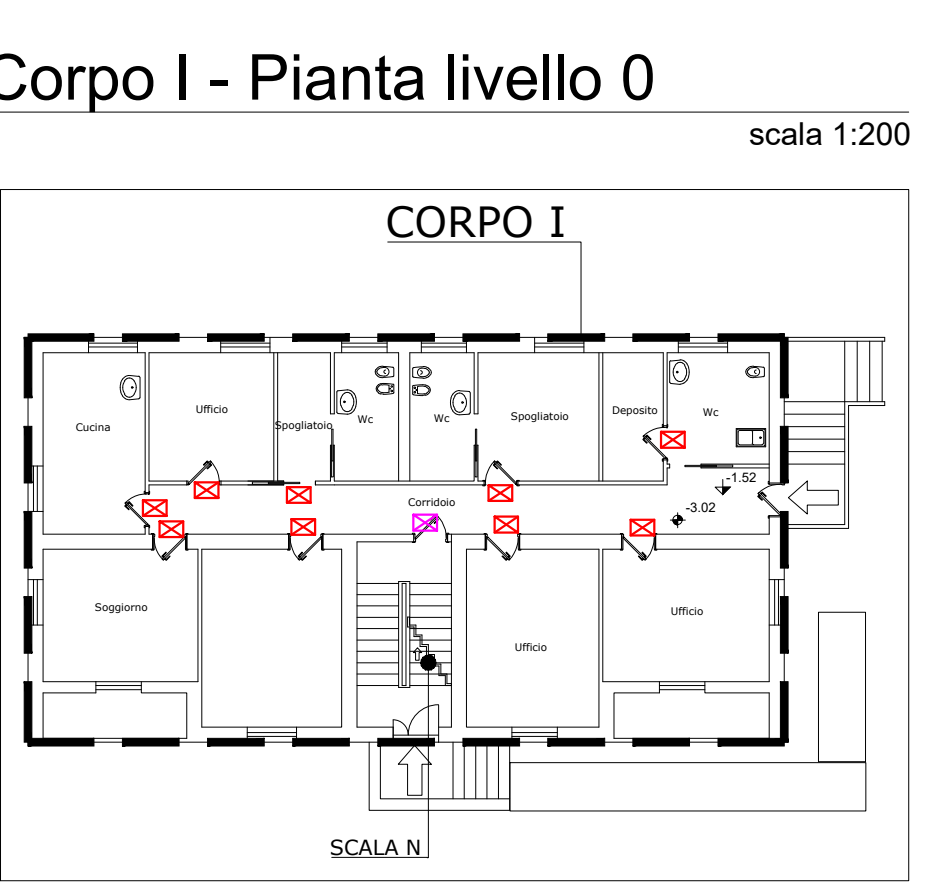 Corpo I - Pianta livello 0
scala 1:200
CORPO I
Cucina
Ufficio
Spogliatoio
Wc
Wc
Spogliatoio
Deposito
Wc
-1.52
Corridoio
-3.02
Soggiorno
Ufficio
Ufficio
SCALA N